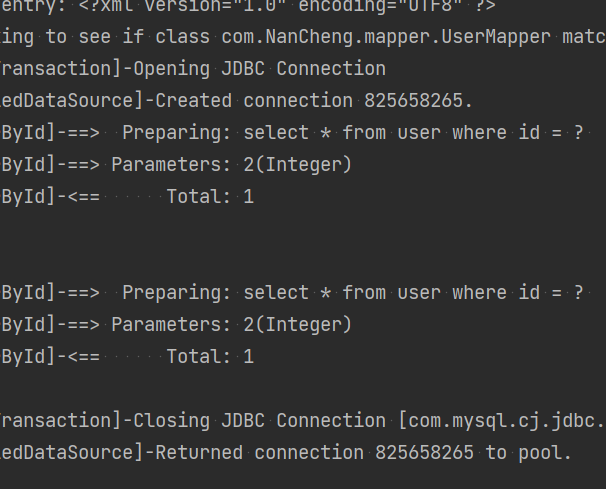 entry: <?xml version="1.0" encoding="UTF8" ?>
ing to see if class com.NanCheng.mapper.UserMapper matc
ransaction]-Opening JDBC Connection
edDataSource]-Created connection 825658265.
ById]-==>  Preparing: select * from user where id = ?
ById]-==> Parameters: 2(Integer)
ById]-<==      Total: 1
ById]-==>  Preparing: select * from user where id = ?
ById]-==> Parameters: 2(Integer)
ById]-<==      Total: 1
ransaction]-Closing JDBC Connection [com.mysql.cj.jdbc.
edDataSource]-Returned connection 825658265 to pool.